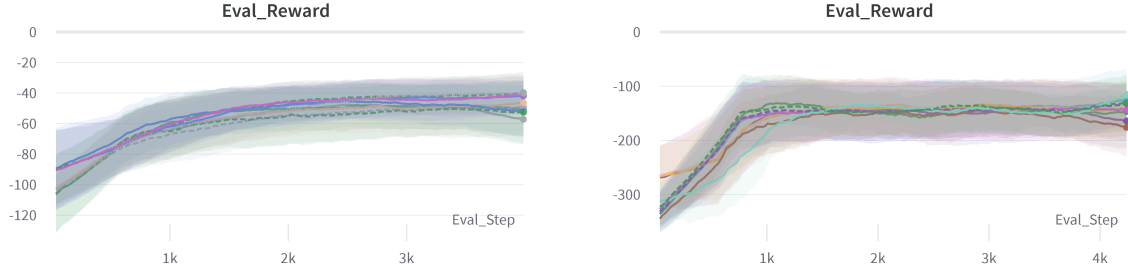 Eval_Reward
0
-20
-40
-60
-80
-100
-120
Eval_Step
1k
2k
3k
Eval_Reward
0
-100
-200
-300
Eval_Step
1k
2k
3k
4k